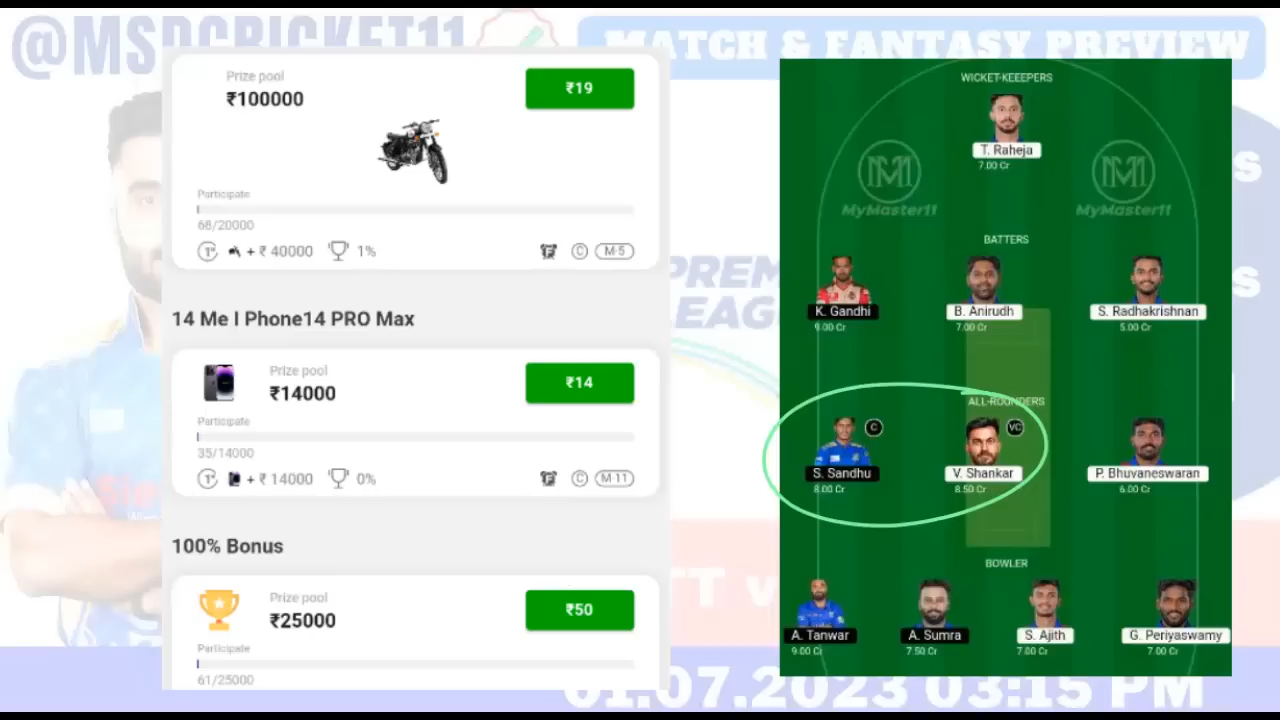 @MSDCRICKET11
MATCH & FANTASY PREVIEW
Prize pool
₹100000
₹19
Participate
68/20000
1st + ₹ 40000 1% F C M-5
14 Me I Phone14 PRO Max
Prize pool
₹14000
₹14
Participate
35/14000
1st + ₹ 14000 0% F C M-11
100% Bonus
Prize pool
₹25000
₹50
Participate
61/25000
WICKET-KEEEPERS
T. Raheja
7.00 Cr
MyMaster11 MyMaster11
BATTERS
K. Gandhi B. Anirudh S. Radhakrishnan
9.00 Cr 7.00 Cr 5.00 Cr
ALL-ROUNDERS
C VC
S. Sandhu V. Shankar P. Bhuvaneswaran
8.00 Cr 8.50 Cr 6.00 Cr
BOWLER
A. Tanwar A. Sumra S. Ajith G. Periyaswamy
9.00 Cr 7.50 Cr 7.00 Cr 7.00 Cr
01.07.2023 03:15 PM